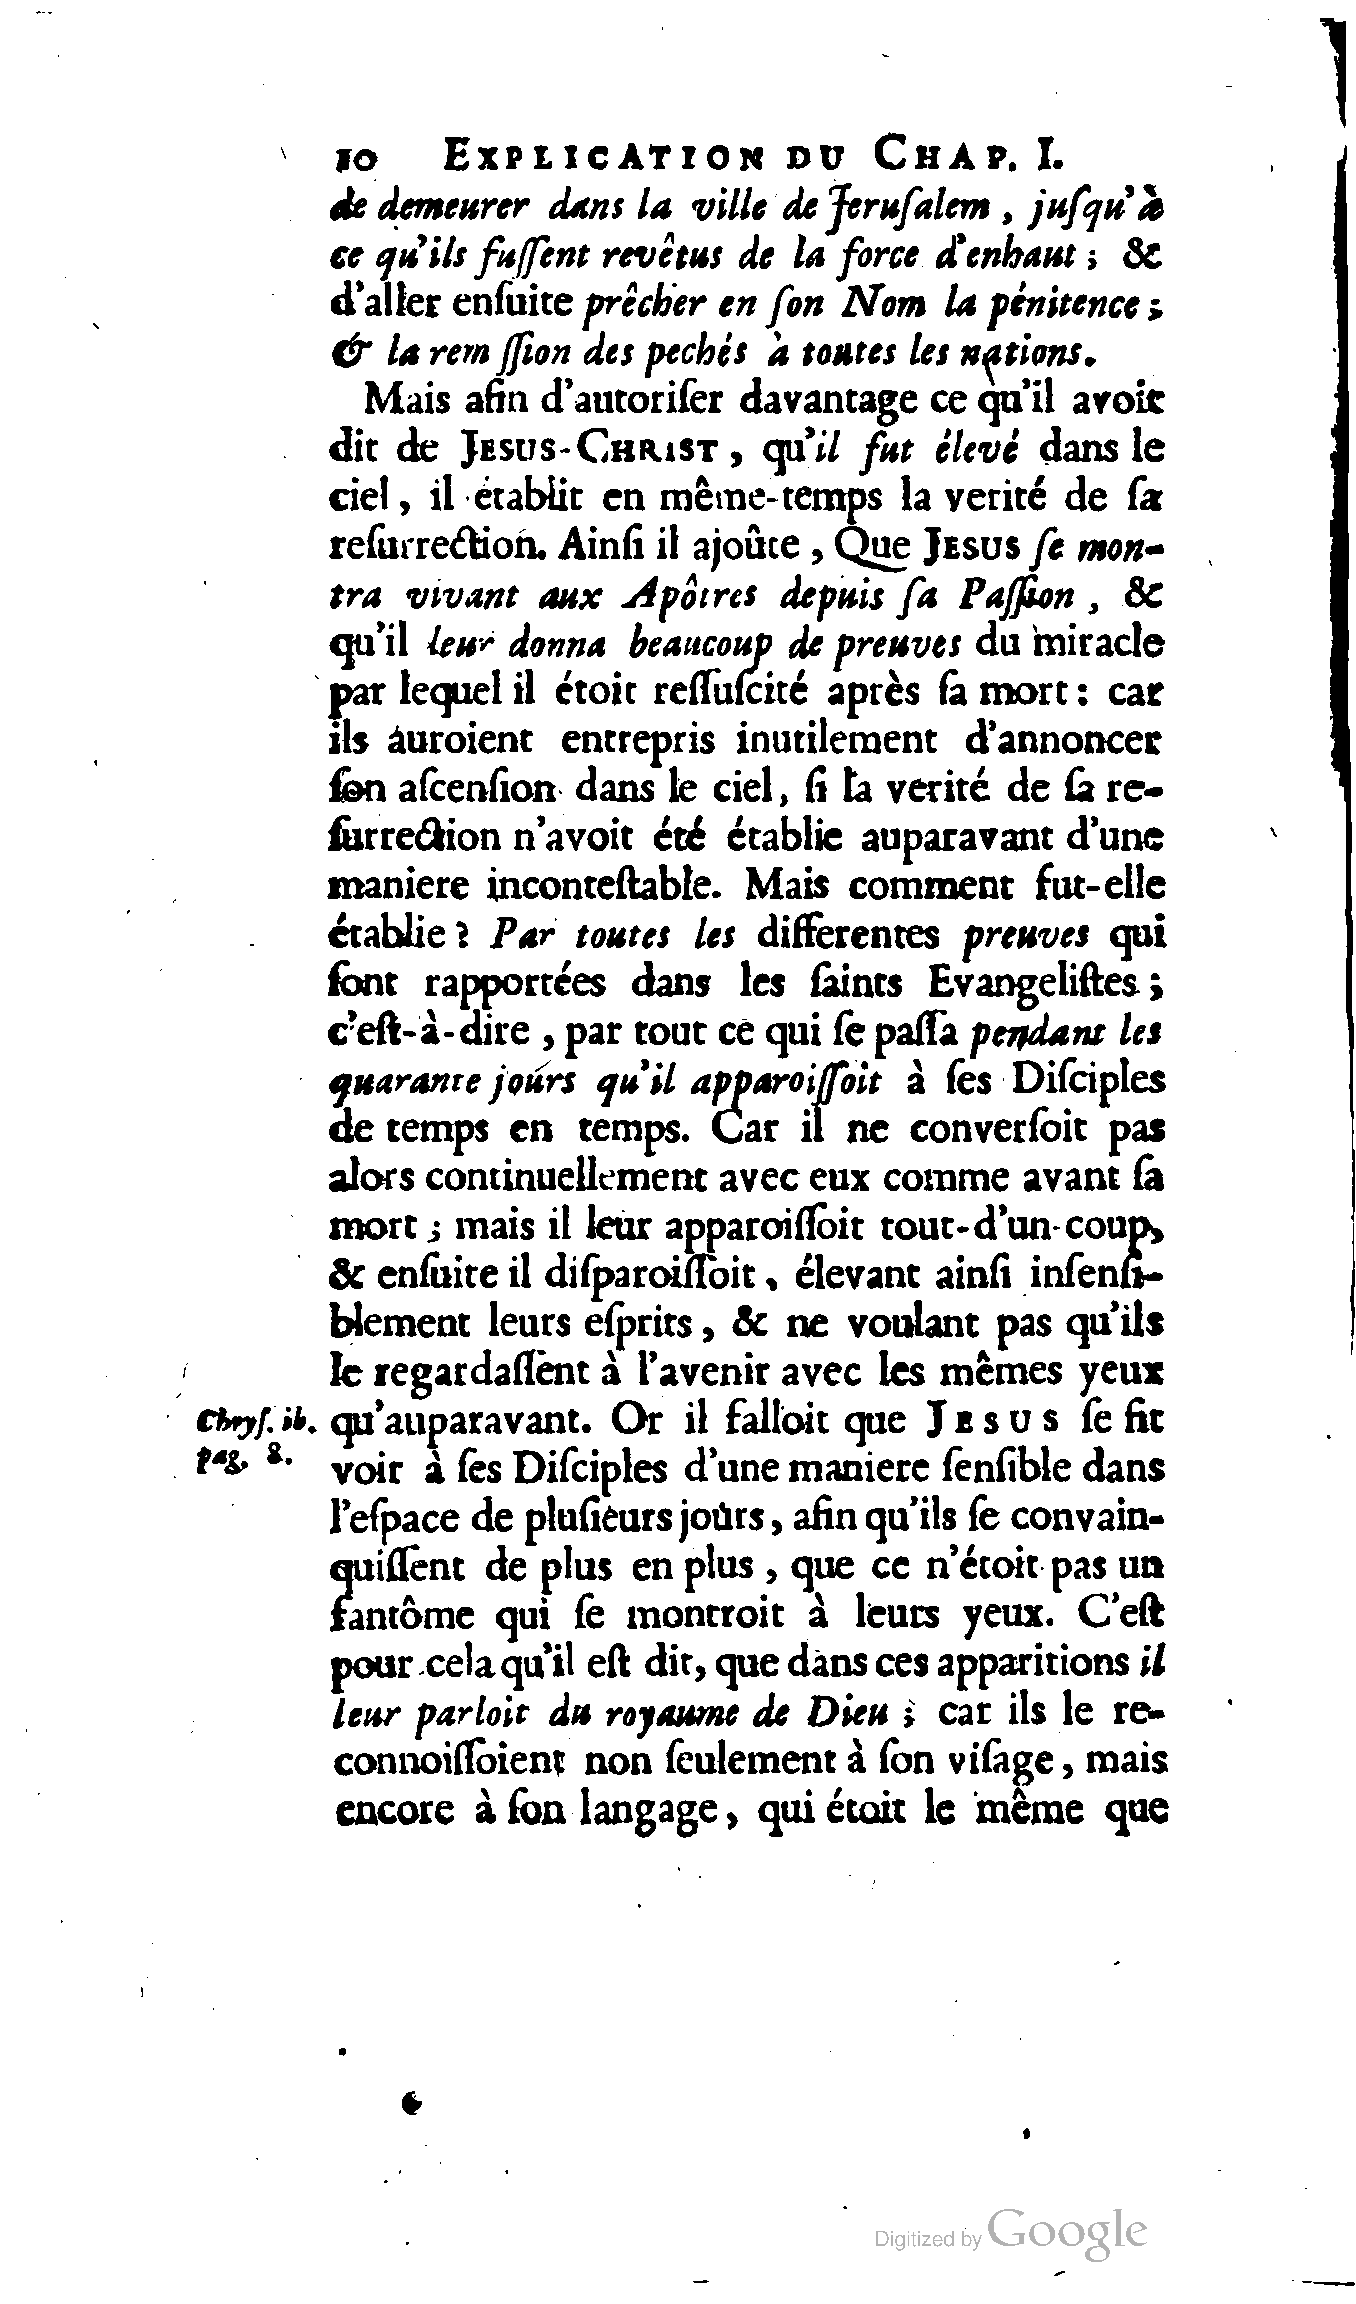 10 EXPLICATION DU CHAP. I.
de demeurer dans la ville de Jeruſalem, juſqu'à
ce qu'ils fuſſent revêtus de la force d'enhaut; &
d'aller enſuite prêcher en ſon Nom la pénitence;
& la rem ſſion des pechés à toutes les nations.
Mais afin d'autoriſer davantage ce qu'il avoit
dit de JESUS-CHRIST, qu'il fut élevé dans le
ciel, il établit en même-temps la verité de ſa
reſurrection. Ainſi il ajoûte, Que JESUS ſe mon-
tra vivant aux Apôtres depuis ſa Paſſion, &
qu'il leur donna beaucoup de preuves du miracle
par lequel il étoit reſſuſcité après ſa mort: car
ils auroient entrepris inutilement d'annoncer
ſon aſcenſion dans le ciel, ſi la verité de ſa re-
ſurrection n'avoit été établie auparavant d'une
maniere inconteſtable. Mais comment fut-elle
établie? Par toutes les differentes preuves qui
ſont rapportées dans les ſaints Evangeliſtes;
c'eſt-à-dire, par tout ce qui ſe paſſa pendant les
quarante jours qu'il apparoiſſoit à ſes Diſciples
de temps en temps. Car il ne converſoit pas
alors continuellement avec eux comme avant ſa
mort; mais il leur apparoiſſoit tout-d'un-coup,
& enſuite il diſparoiſſoit, élevant ainſi inſenſi-
blement leurs eſprits, & ne voulant pas qu'ils
le regardaſſent à l'avenir avec les mêmes yeux
Chryſ. ib. qu'auparavant. Or il falloit que JESUS ſe fit
pag. 8. voir à ſes Diſciples d'une maniere ſenſible dans
l'eſpace de pluſieurs jours, afin qu'ils ſe convain-
quiſſent de plus en plus, que ce n'étoit pas un
fantôme qui ſe montroit à leurs yeux. C'eſt
pour cela qu'il eſt dit, que dans ces apparitions il
leur parloit du royaume de Dieu; car ils le re-
connoiſſoient non ſeulement à ſon viſage, mais
encore à ſon langage, qui étoit le même que
Digitized by Google